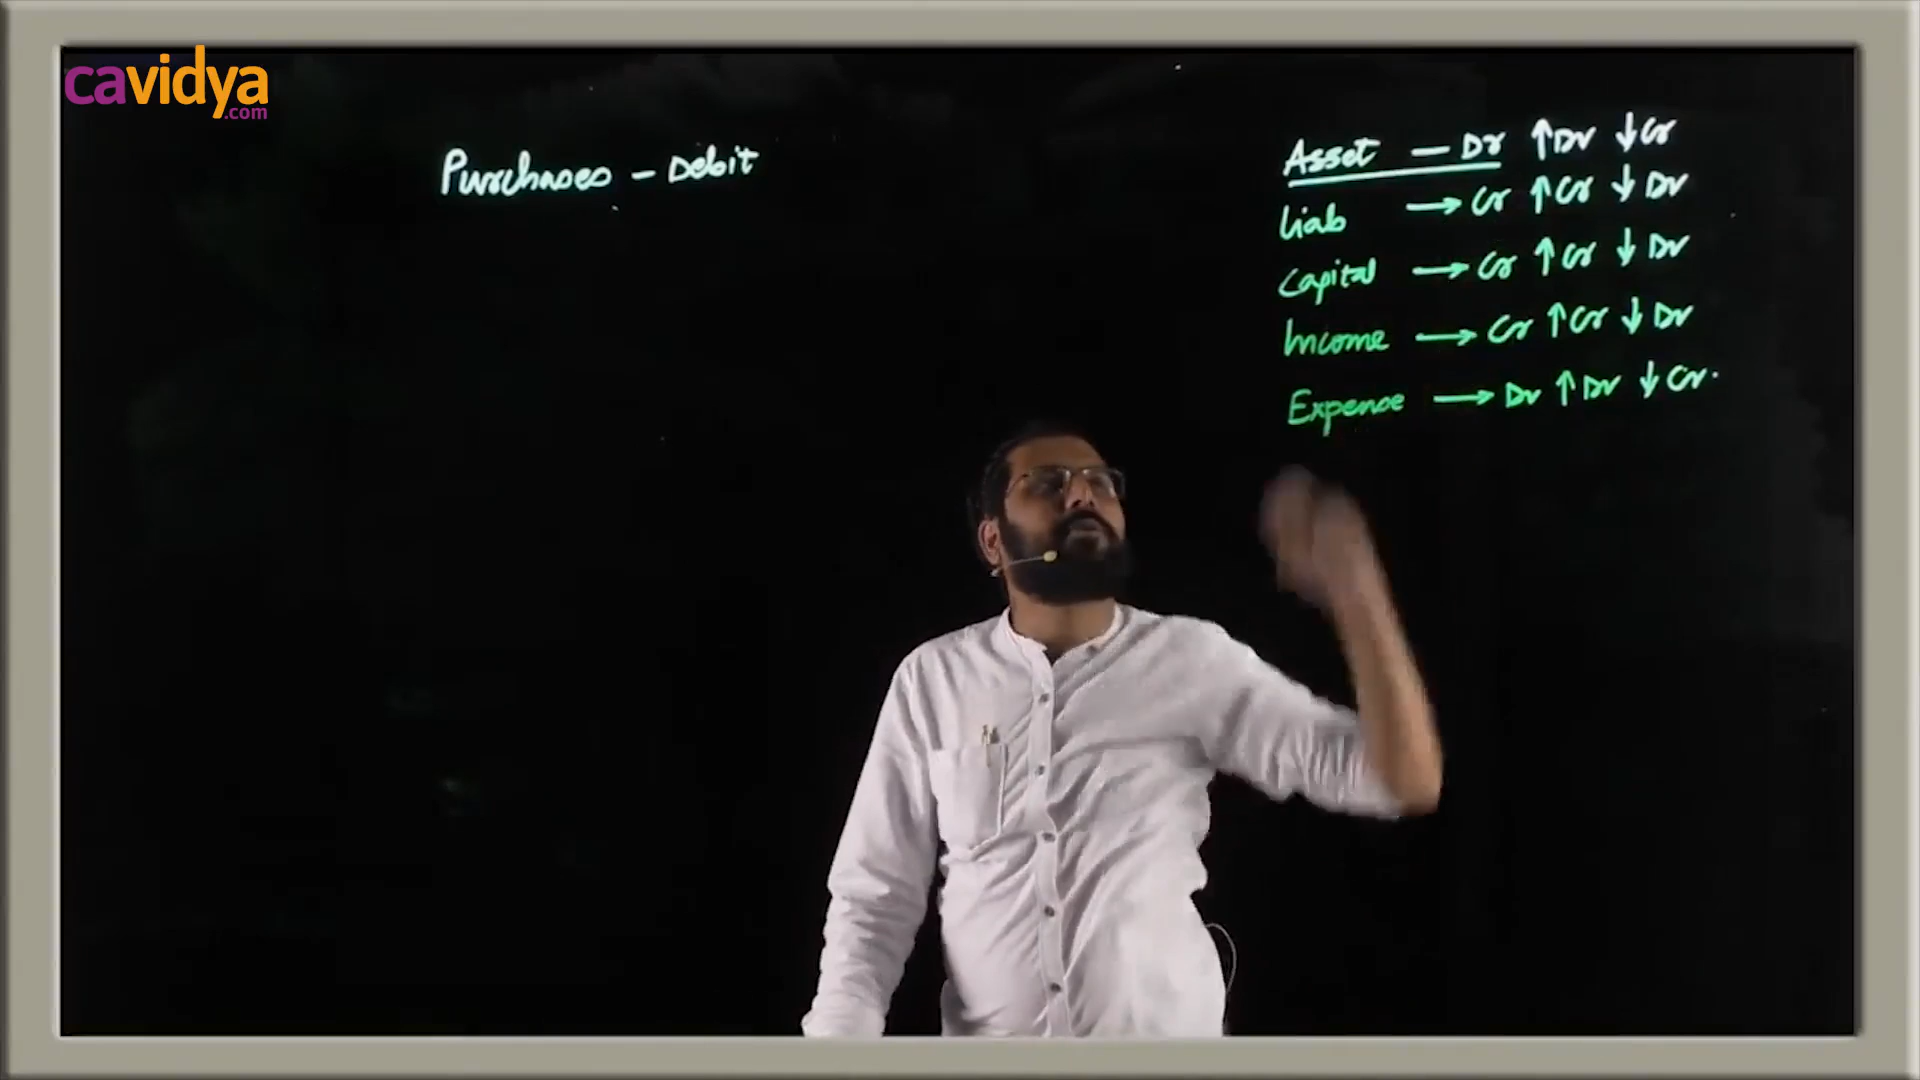 cavidya
.com
Purchases - Debit
Asset - Dr ↑Dr ↓Cr
Liab → Cr ↑Cr ↓Dr
Capital → Cr ↑Cr ↓Dr
Income → Cr ↑Cr ↓Dr
Expense → Dr ↑Dr ↓Cr.